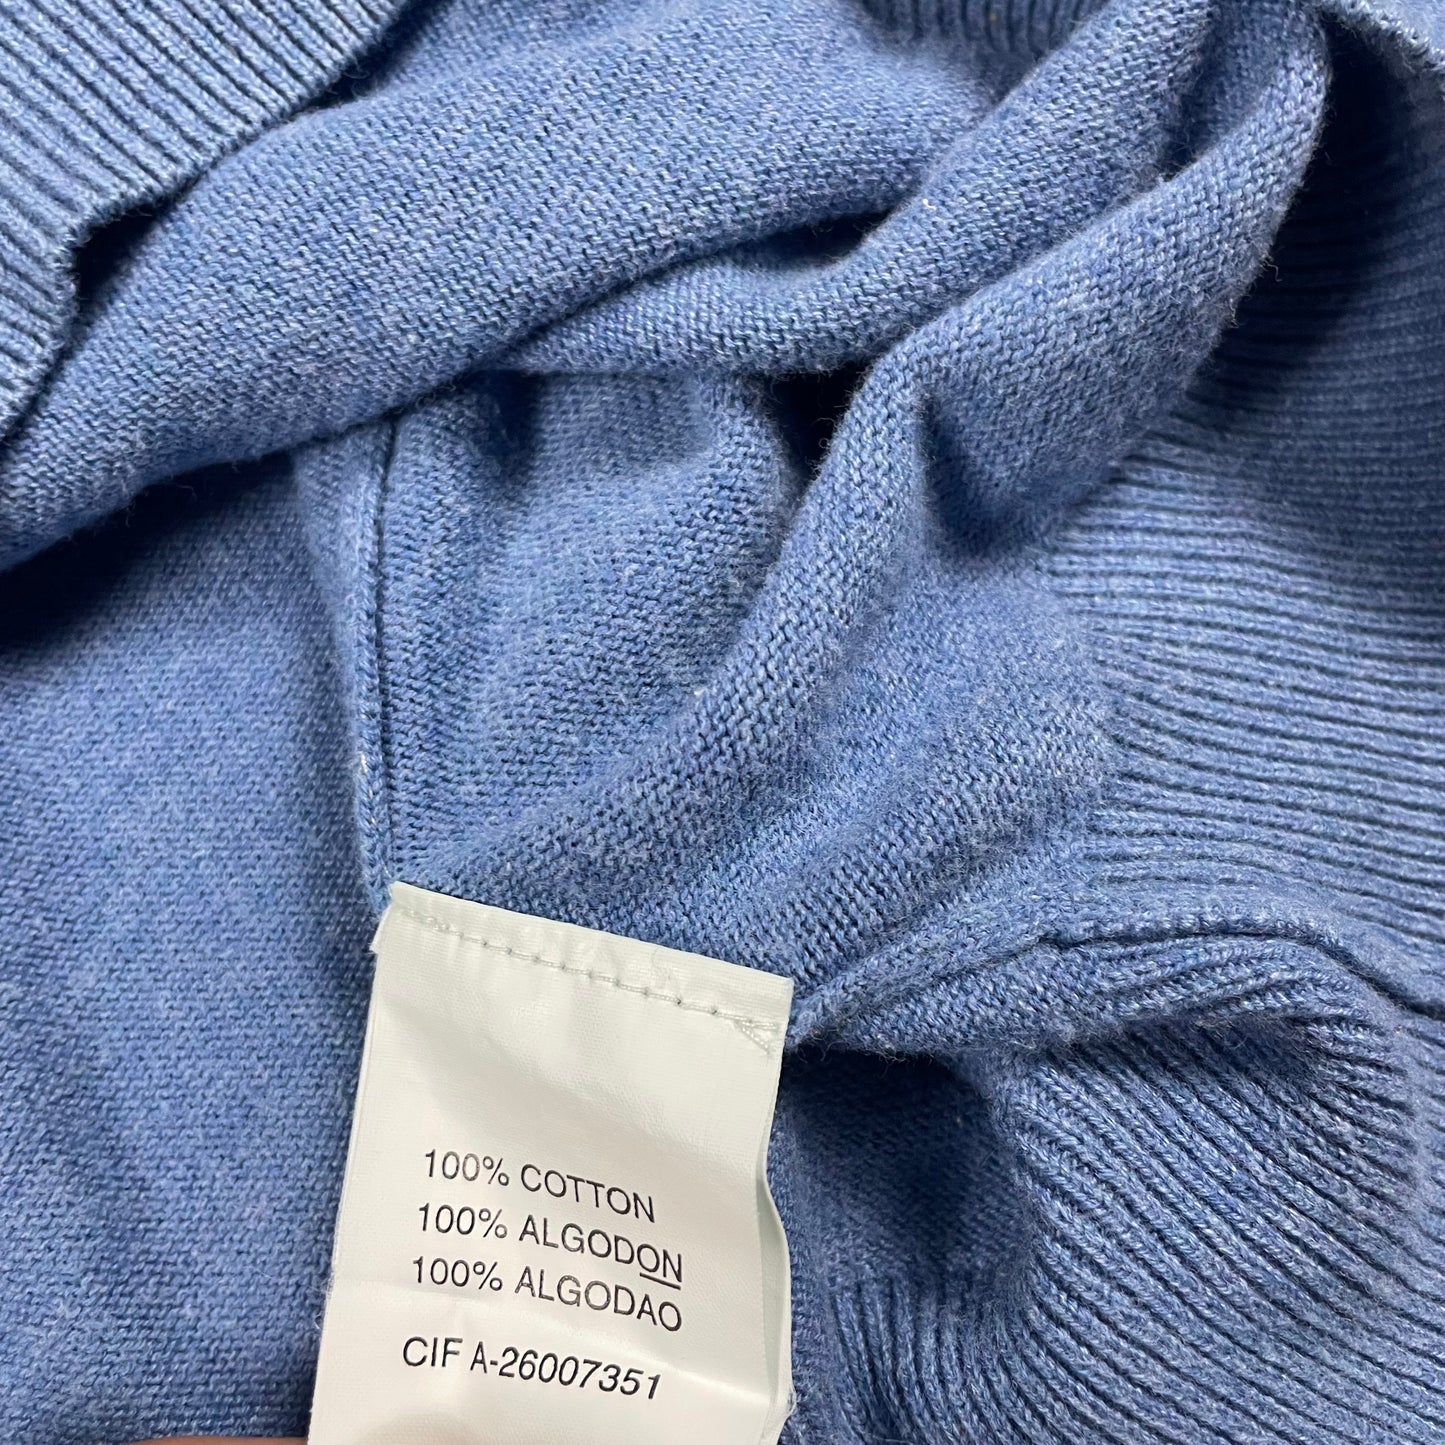 100% COTTON
100% ALGODON
100% ALGODAO
CIF A-26007351